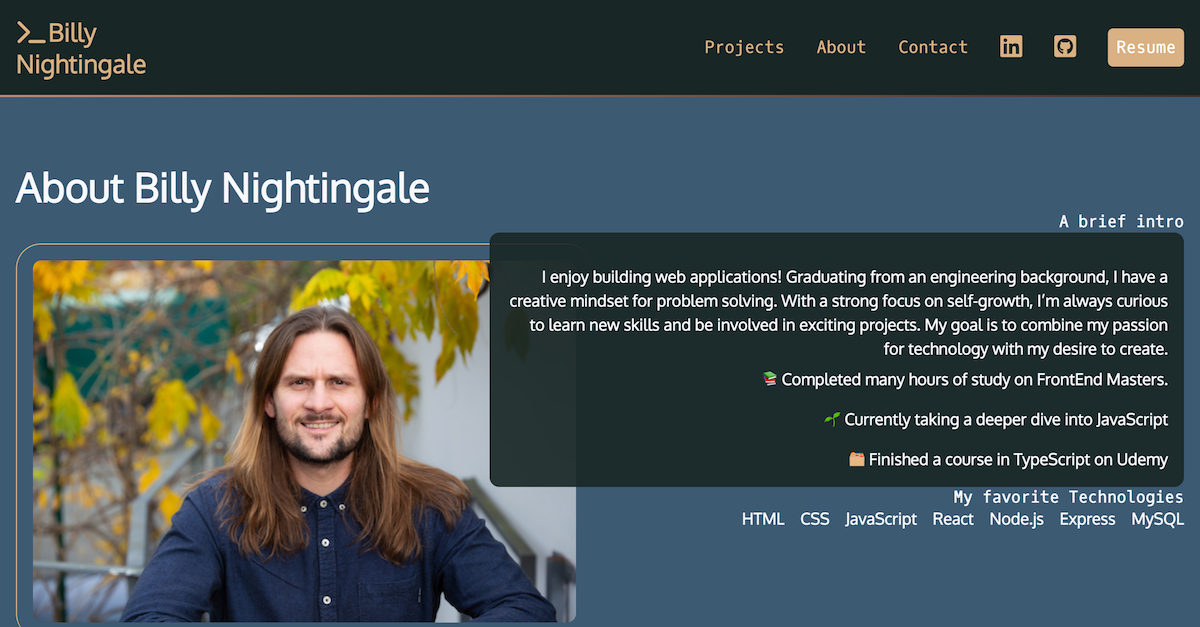 >_Billy
Nightingale
Projects About Contact in Resume
About Billy Nightingale
A brief intro
I enjoy building web applications! Graduating from an engineering background, I have a
creative mindset for problem solving. With a strong focus on self-growth, I’m always curious
to learn new skills and be involved in exciting projects. My goal is to combine my passion
for technology with my desire to create.
📚 Completed many hours of study on FrontEnd Masters.
🌱 Currently taking a deeper dive into JavaScript
🗂️ Finished a course in TypeScript on Udemy
My favorite Technologies
HTML CSS JavaScript React Node.js Express MySQL